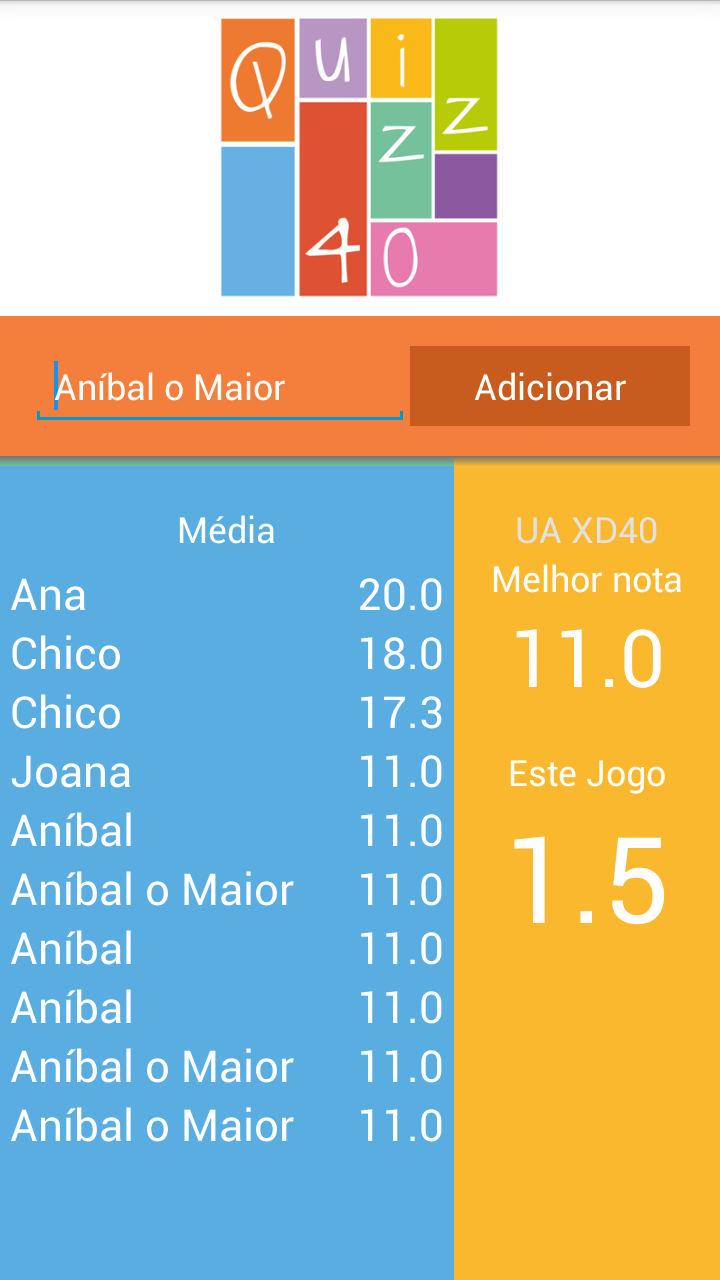 Quizz
40
Aníbal o Maior
Adicionar
Média
Ana 20.0
Chico 18.0
Chico 17.3
Joana 11.0
Aníbal 11.0
Aníbal o Maior 11.0
Aníbal 11.0
Aníbal 11.0
Aníbal o Maior 11.0
Aníbal o Maior 11.0
UA XD40
Melhor nota
11.0
Este Jogo
1.5